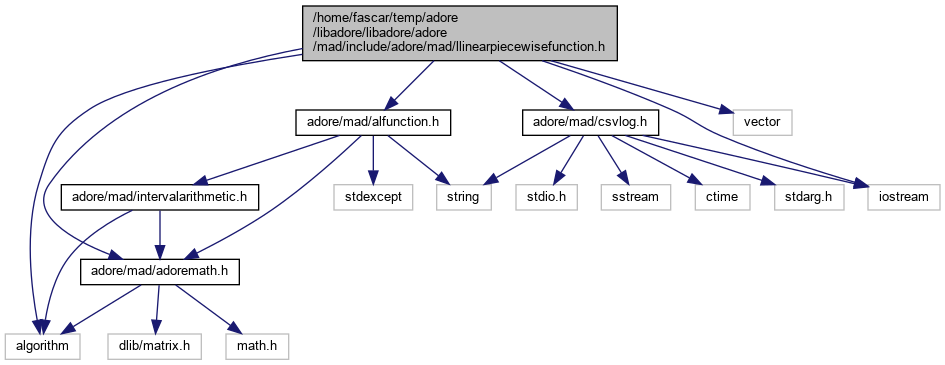 /home/fascar/temp/adore
/libadore/libadore/adore
/mad/include/adore/mad/llinearpiecewisefunction.h
adore/mad/alfunction.h
adore/mad/csvlog.h
vector
adore/mad/intervalarithmetic.h
stdexcept
string
stdio.h
sstream
ctime
stdarg.h
iostream
adore/mad/adoremath.h
algorithm
dlib/matrix.h
math.h